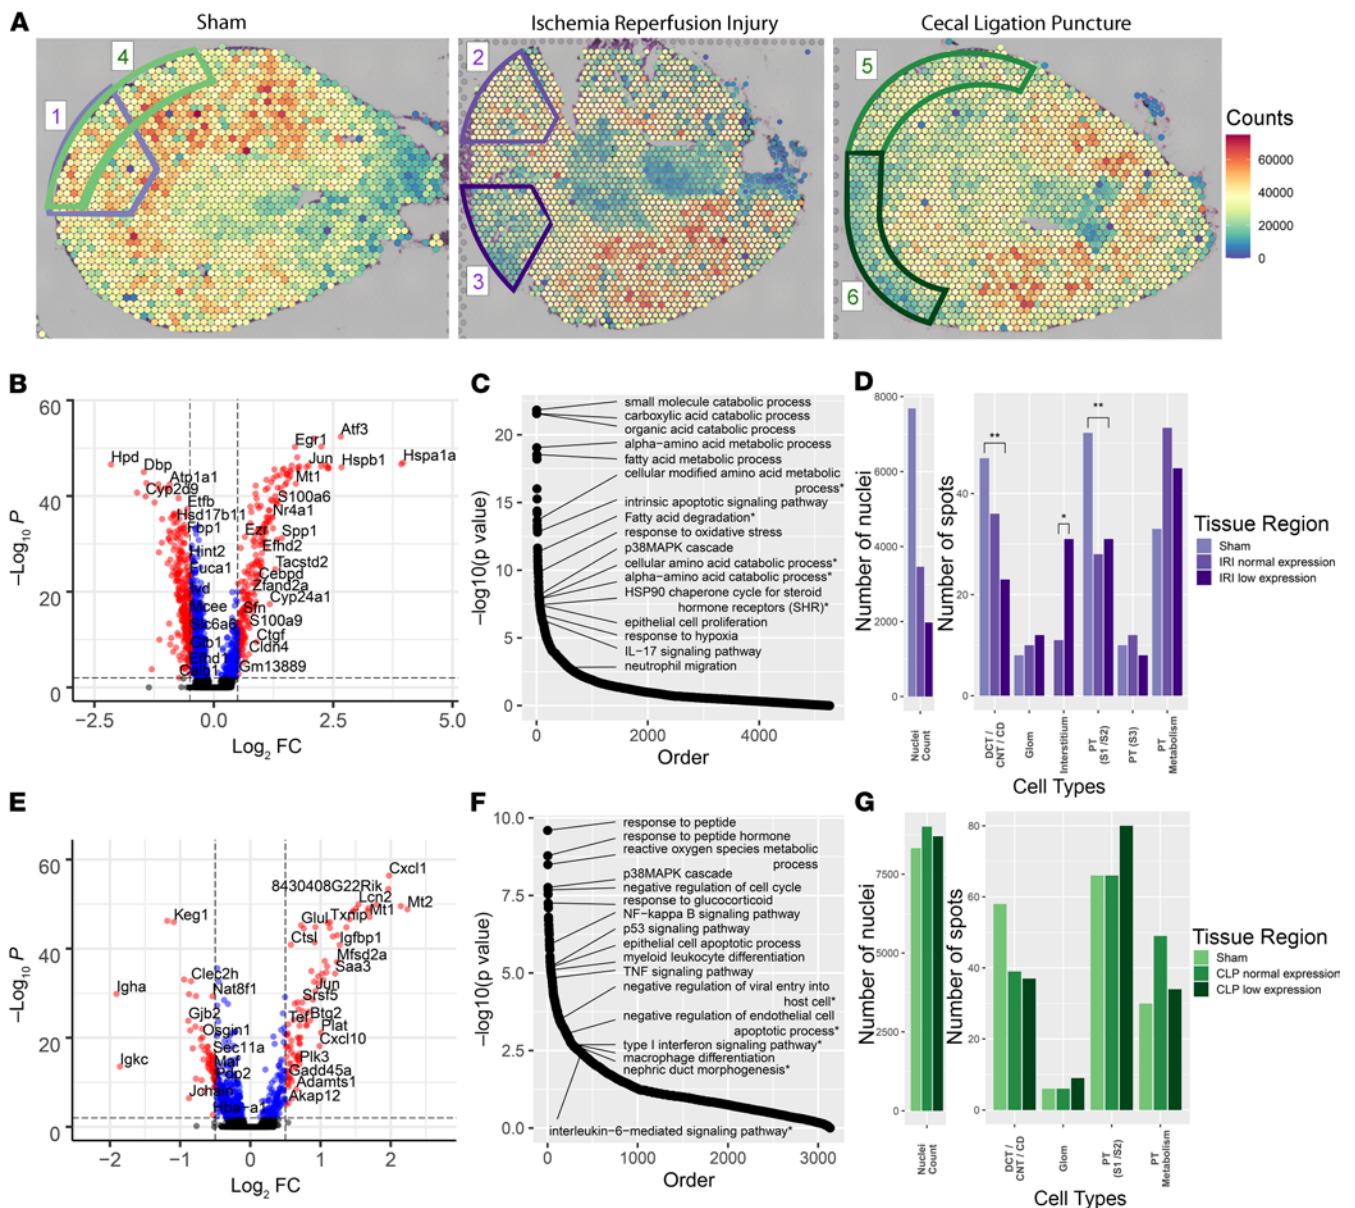 A
Sham
Ischemia Reperfusion Injury
Cecal Ligation Puncture
4
1
2
3
5
6
Counts
60000
40000
20000
0
B
60
40
20
0
−Log10 P
−2.5
0.0
2.5
5.0
Log2 FC
Atf3
Egr1
Hpd
Dbp
Jun
Hspb1
Hspa1a
Atp1a1
Mt1
Cyp2d9
S100a6
Etfb
Nr4a1
Hsd17b11
Fbp1
Ezr
Spp1
Efhd2
Hint2
Tacstd2
Fuca1
Cebpd
Ivd
Zfand2a
Cyp24a1
Mcee
Sfn
Slc6a6
S100a9
Glb1
Ctgf
Cldn4
Efhd1
Calb1
Gm13889
C
20
15
10
5
0
−log10(p value)
0
2000
4000
Order
small molecule catabolic process
carboxylic acid catabolic process
organic acid catabolic process
alpha−amino acid metabolic process
fatty acid metabolic process
cellular modified amino acid metabolic
process*
intrinsic apoptotic signaling pathway
Fatty acid degradation*
response to oxidative stress
p38MAPK cascade
cellular amino acid catabolic process*
alpha−amino acid catabolic process*
HSP90 chaperone cycle for steroid
hormone receptors (SHR)*
epithelial cell proliferation
response to hypoxia
IL−17 signaling pathway
neutrophil migration
D
8000
6000
4000
2000
0
Number of nuclei
Nuclei
Count
Number of spots
40
20
0
**
*
**
DCT /
CNT / CD
Glom
Interstitium
PT
(S1 /S2)
PT (S3)
PT
Metabolism
Cell Types
Tissue Region
Sham
IRI normal expression
IRI low expression
E
60
40
20
0
−Log10 P
−2
−1
0
1
2
Log2 FC
Cxcl1
8430408G22Rik
Lcn2
Mt2
Keg1
Glul
Txnip
Mt1
Ctsl
Igfbp1
Mfsd2a
Clec2h
Saa3
Igha
Nat8f1
Jun
Srsf5
Gjb2
Tef
Btg2
Osgin1
Plat
Cxcl10
Sec11a
Igkc
Maf
Plk3
Pdp2
Gadd45a
Jchain
Adamts1
Hba−a1
Akap12
F
10.0
7.5
5.0
2.5
0.0
−log10(p value)
0
1000
2000
3000
Order
response to peptide
response to peptide hormone
reactive oxygen species metabolic
process
p38MAPK cascade
negative regulation of cell cycle
response to glucocorticoid
NF−kappa B signaling pathway
p53 signaling pathway
epithelial cell apoptotic process
myeloid leukocyte differentiation
TNF signaling pathway
negative regulation of viral entry into
host cell*
negative regulation of endothelial cell
apoptotic process*
type I interferon signaling pathway*
macrophage differentiation
nephric duct morphogenesis*
interleukin−6−mediated signaling pathway*
G
7500
5000
2500
0
Number of nuclei
Nuclei
Count
Number of spots
80
60
40
20
0
DCT /
CNT / CD
Glom
PT
(S1 /S2)
PT
Metabolism
Cell Types
Tissue Region
Sham
CLP normal expression
CLP low expression